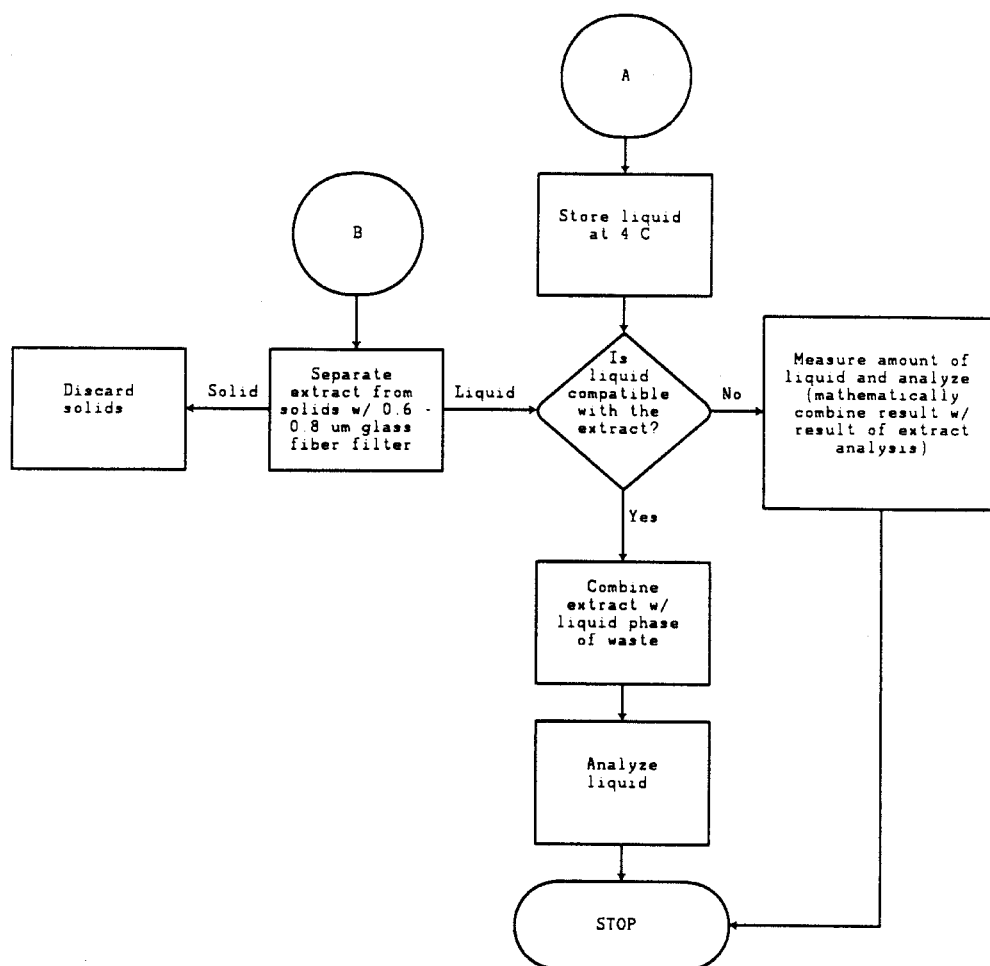 A
Store liquid
at 4 C
B
Discard
solids
Solid
Separate
extract from
solids w/ 0.6 -
0.8 um glass
fiber filter
Liquid
Is
liquid
compatible
with the
extract?
No
Measure amount of
liquid and analyze
(mathematically
combine result w/
result of extract
analysis)
Yes
Combine
extract w/
liquid phase
of waste
Analyze
liquid
STOP